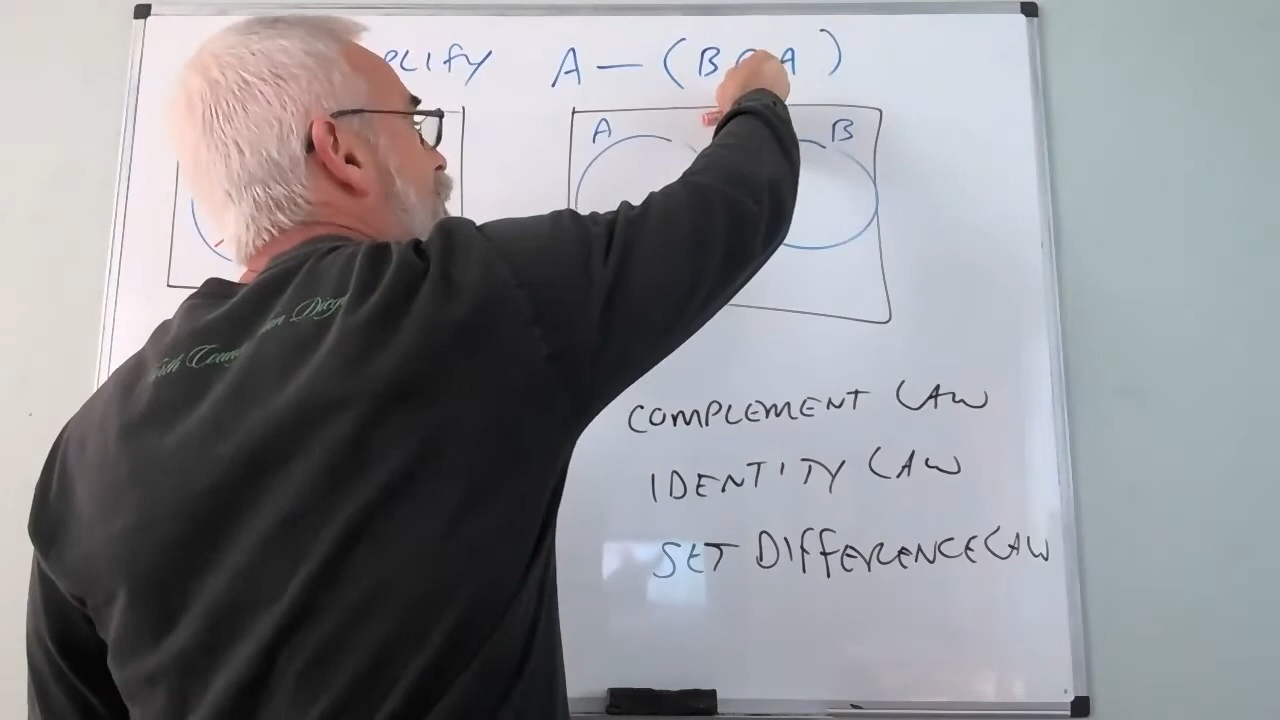 A — ( B A )
A B
COMPLEMENT LAW
IDENTITY LAW
SET DIFFERENCE LAW